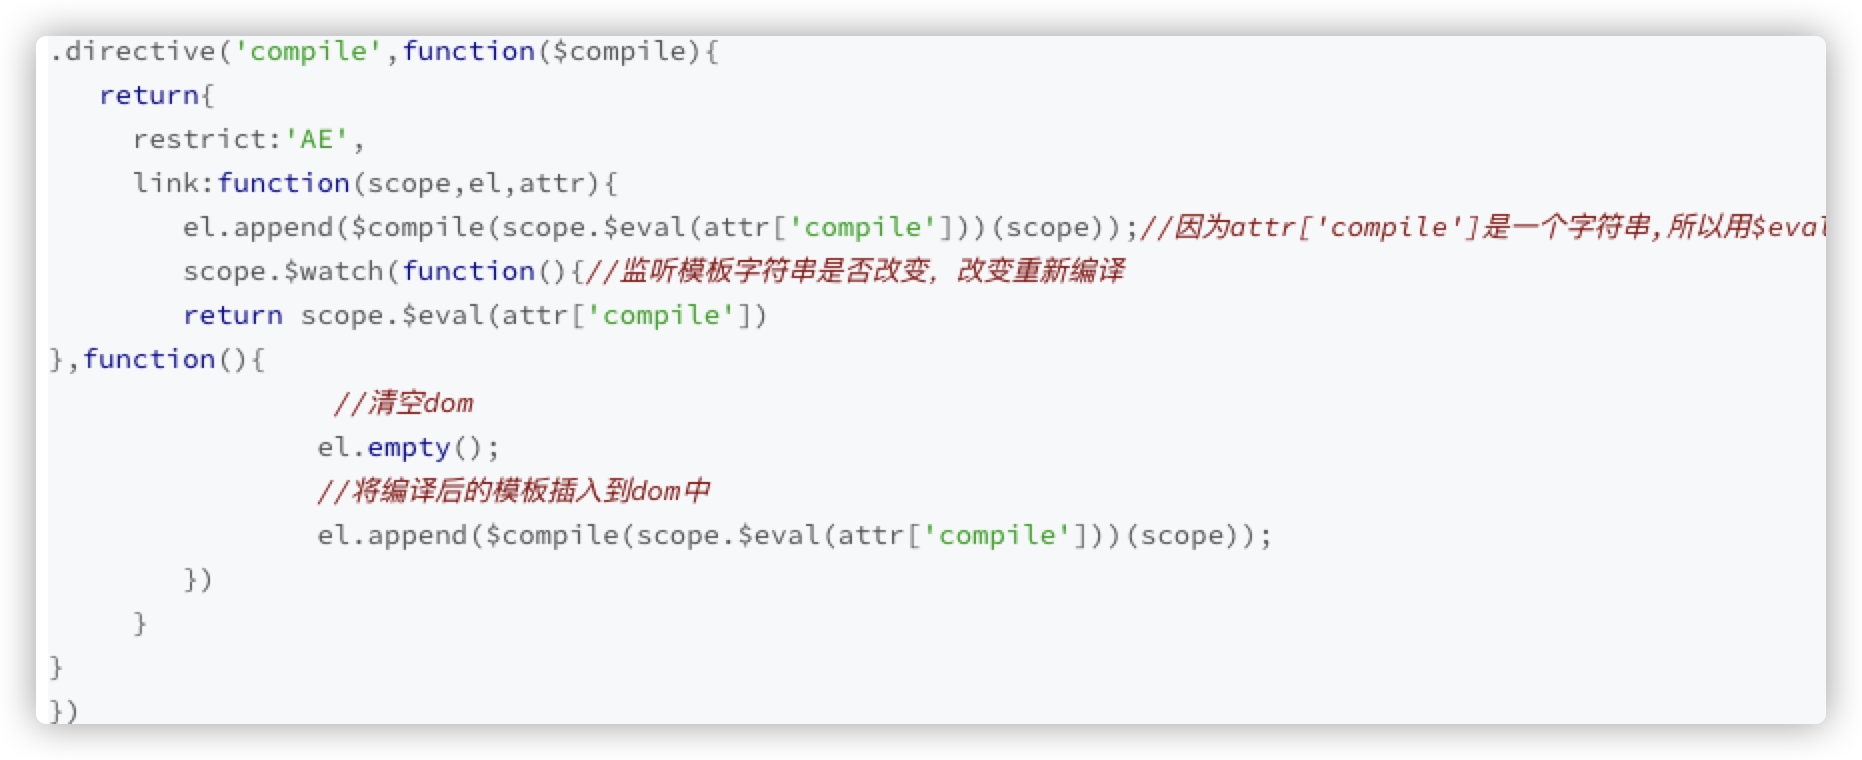 .directive('compile',function($compile){
return{
restrict:'AE',
link:function(scope,el,attr){
el.append($compile(scope.$eval(attr['compile']))(scope));//因为attr['compile']是一个字符串,所以用$eval
scope.$watch(function(){//监听模板字符串是否改变, 改变重新编译
return scope.$eval(attr['compile'])
},function(){
//清空dom
el.empty();
//将编译后的模板插入到dom中
el.append($compile(scope.$eval(attr['compile']))(scope));
})
}
}
})